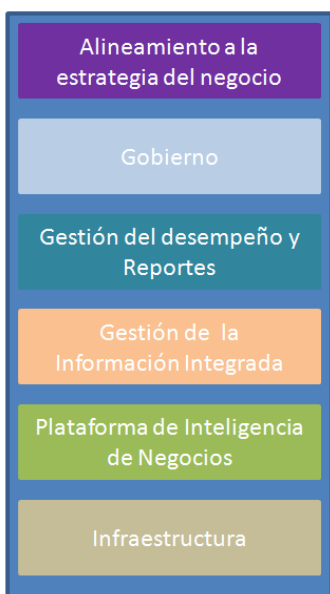 Alineamiento a la
estrategia del negocio
Gobierno
Gestión del desempeño y
Reportes
Gestión de la
Información Integrada
Plataforma de Inteligencia
de Negocios
Infraestructura